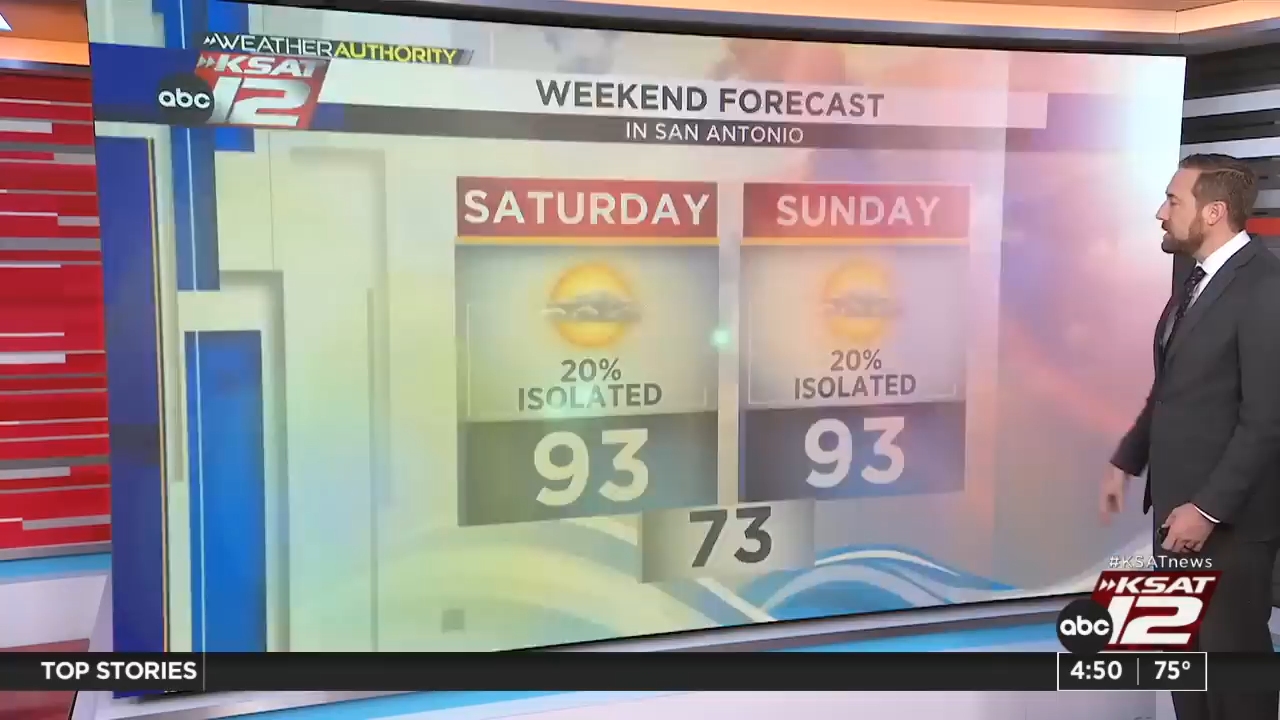 WEATHERAUTHORITY
KSAT
abc 12
WEEKEND FORECAST
IN SAN ANTONIO
SATURDAY
20%
ISOLATED
93
SUNDAY
20%
ISOLATED
93
73
#KSATnews
KSAT
abc 12
TOP STORIES
4:50 75°